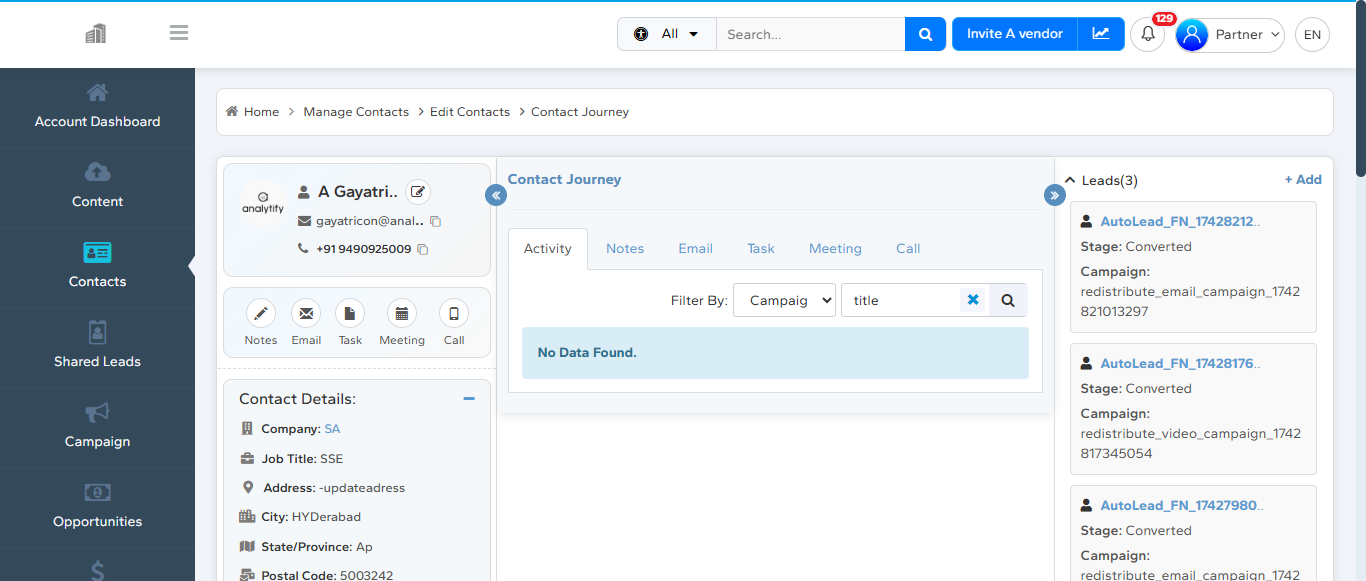 All
Search...
Invite A vendor
129
Partner
EN
Account Dashboard
Content
Contacts
Shared Leads
Campaign
Opportunities
Home > Manage Contacts > Edit Contacts > Contact Journey
analytify
A Gayatri..
gayatricon@anal..
+91 9490925009
Notes Email Task Meeting Call
Contact Details:
Company: SA
Job Title: SSE
Address: -updateadress
City: HYDerabad
State/Province: Ap
Postal Code: 5003242
Contact Journey
Activity Notes Email Task Meeting Call
Filter By: Campaig title
No Data Found.
Leads(3)
+ Add
AutoLead_FN_17428212..
Stage: Converted
Campaign:
redistribute_email_campaign_1742
821013297
AutoLead_FN_17428176..
Stage: Converted
Campaign:
redistribute_video_campaign_1742
817345054
AutoLead_FN_17427980..
Stage: Converted
Campaign:
redistribute_email_campaign_1742